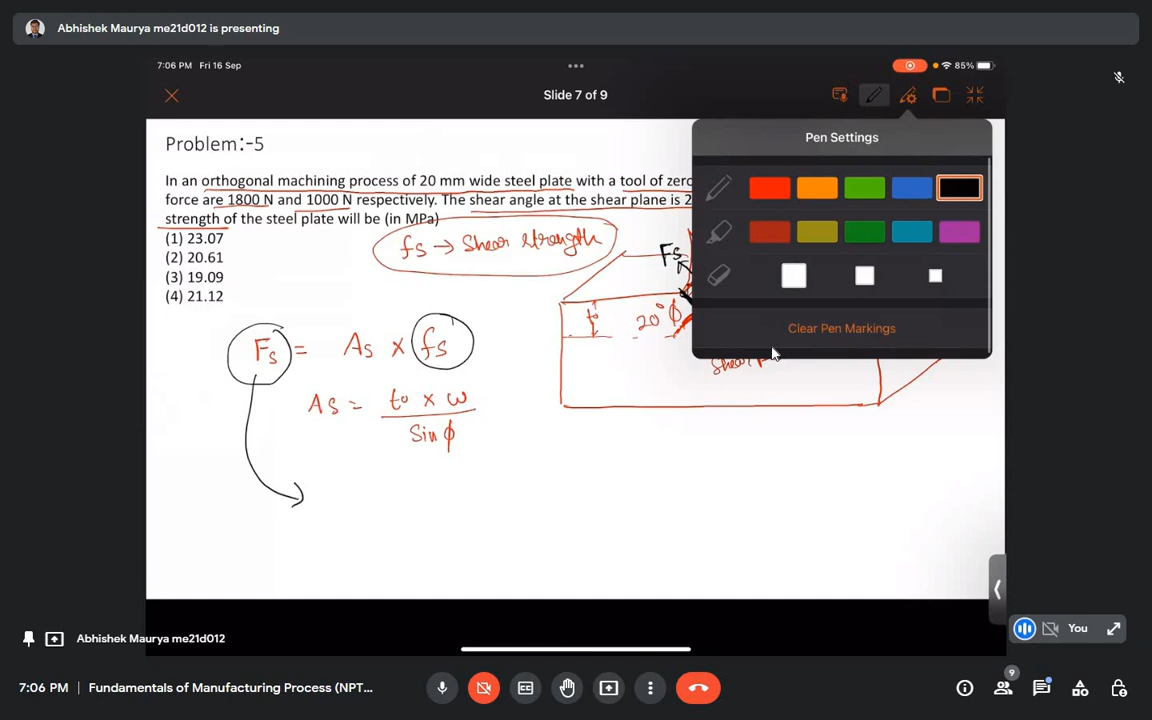 Abhishek Maurya me21d012 is presenting
7:06 PM Fri 16 Sep
85%
Slide 7 of 9
Pen Settings
Problem:-5
In an orthogonal machining process of 20 mm wide steel plate with a tool of zero
force are 1800 N and 1000 N respectively. The shear angle at the shear plane is 2
strength of the steel plate will be (in MPa)
(1) 23.07
(2) 20.61
(3) 19.09
(4) 21.12
fs → Shear strength
Fs
to
20° φ
Clear Pen Markings
Shear
Fs = As × fs
As = to × w
Sin φ
Abhishek Maurya me21d012
You
7:06 PM
Fundamentals of Manufacturing Process (NPT...
9